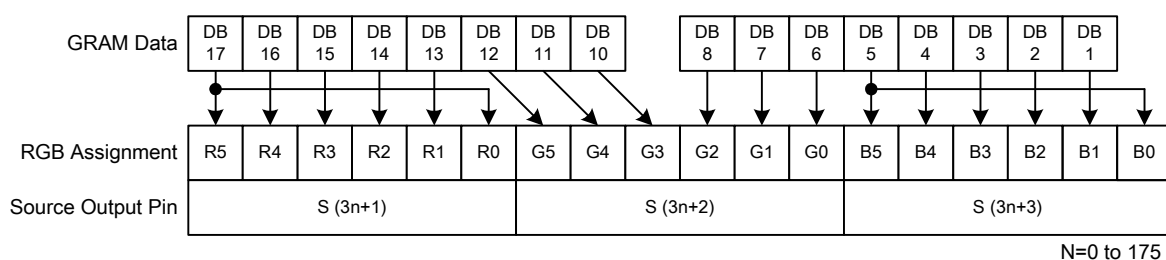 GRAM Data DB 17 DB 16 DB 15 DB 14 DB 13 DB 12 DB 11 DB 10 DB 8 DB 7 DB 6 DB 5 DB 4 DB 3 DB 2 DB 1
RGB Assignment R5 R4 R3 R2 R1 R0 G5 G4 G3 G2 G1 G0 B5 B4 B3 B2 B1 B0
Source Output Pin S (3n+1) S (3n+2) S (3n+3)
N=0 to 175